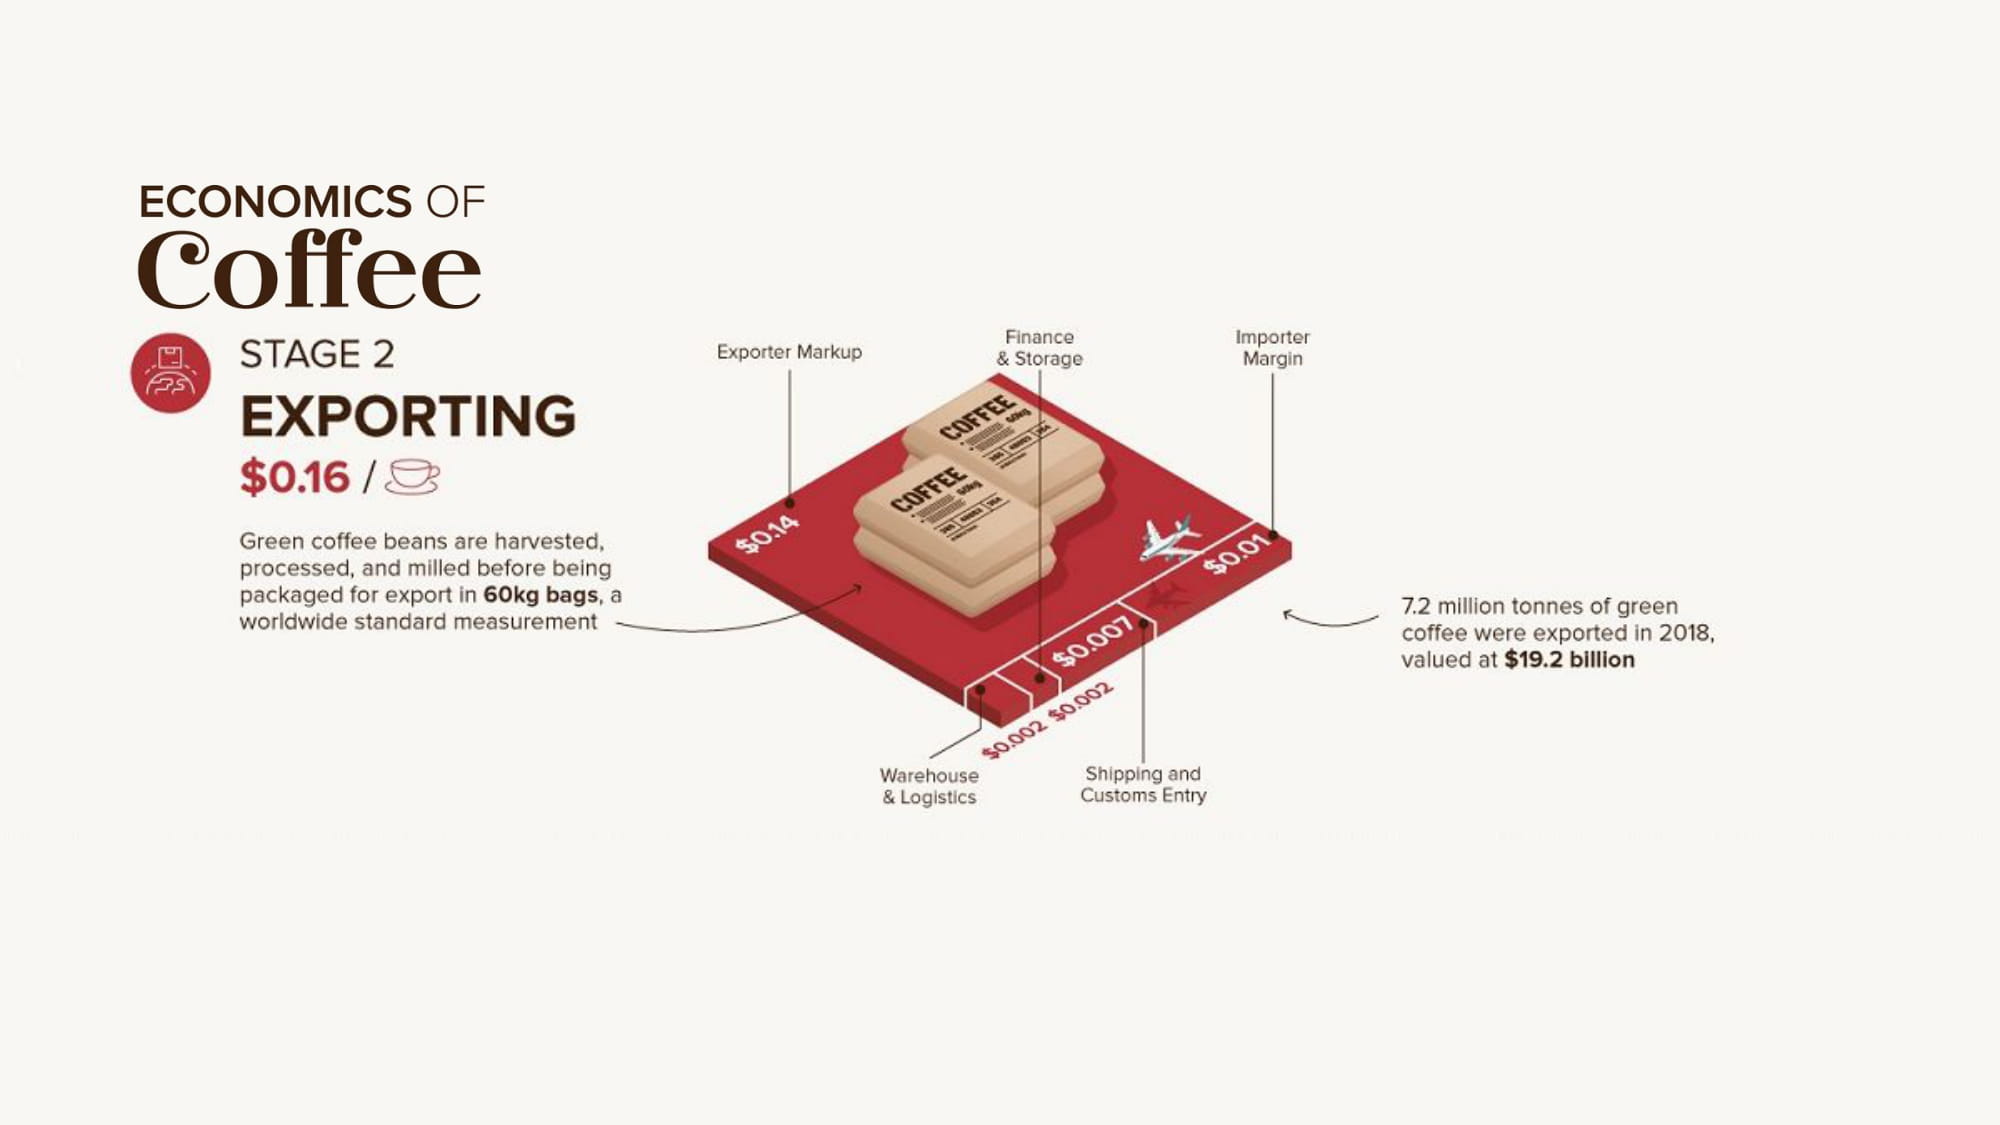 ECONOMICS OF
Coffee
STAGE 2
EXPORTING
$0.16 /
Green coffee beans are harvested,
processed, and milled before being
packaged for export in 60kg bags, a
worldwide standard measurement
Exporter Markup
Finance
& Storage
Importer
Margin
COFFEE
60kg
COFFEE
60kg
$0.14
$0.01
$0.007
$0.002
$0.002
Warehouse
& Logistics
Shipping and
Customs Entry
7.2 million tonnes of green
coffee were exported in 2018,
valued at $19.2 billion